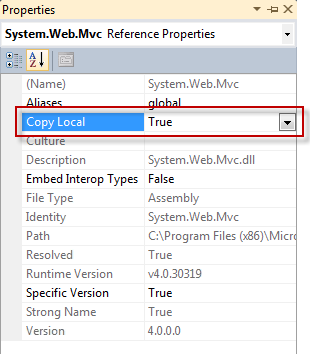 Properties
System.Web.Mvc Reference Properties
(Name) System.Web.Mvc
Aliases global
Copy Local True
Culture
Description System.Web.Mvc.dll
Embed Interop Types False
File Type Assembly
Identity System.Web.Mvc
Path C:\Program Files (x86)\Micro
Resolved True
Runtime Version v4.0.30319
Specific Version True
Strong Name True
Version 4.0.0.0